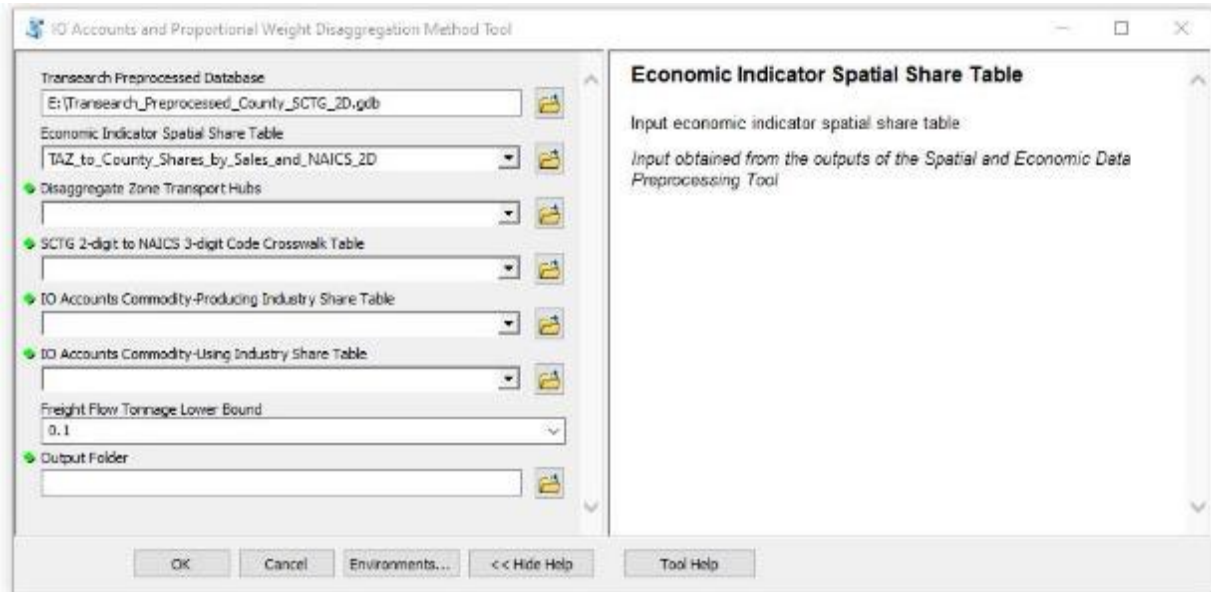 IO Accounts and Proportional Weight Disaggregation Method Tool
Transearch Preprocessed Database
E:\Transearch_Preprocessed_County_SCTG_2D.gdb
Economic Indicator Spatial Share Table
TAZ_to_County_Shares_by_Sales_and_NAICS_2D
Disaggregate Zone Transport Hubs
SCTG 2-digit to NAICS 3-digit Code Crosswalk Table
IO Accounts Commodity-Producing Industry Share Table
IO Accounts Commodity-Using Industry Share Table
Freight Flow Tonnage Lower Bound
0.1
Output Folder
Economic Indicator Spatial Share Table
Input economic indicator spatial share table
Input obtained from the outputs of the Spatial and Economic Data
Preprocessing Tool
OK
Cancel
Environments...
<< Hide Help
Tool Help